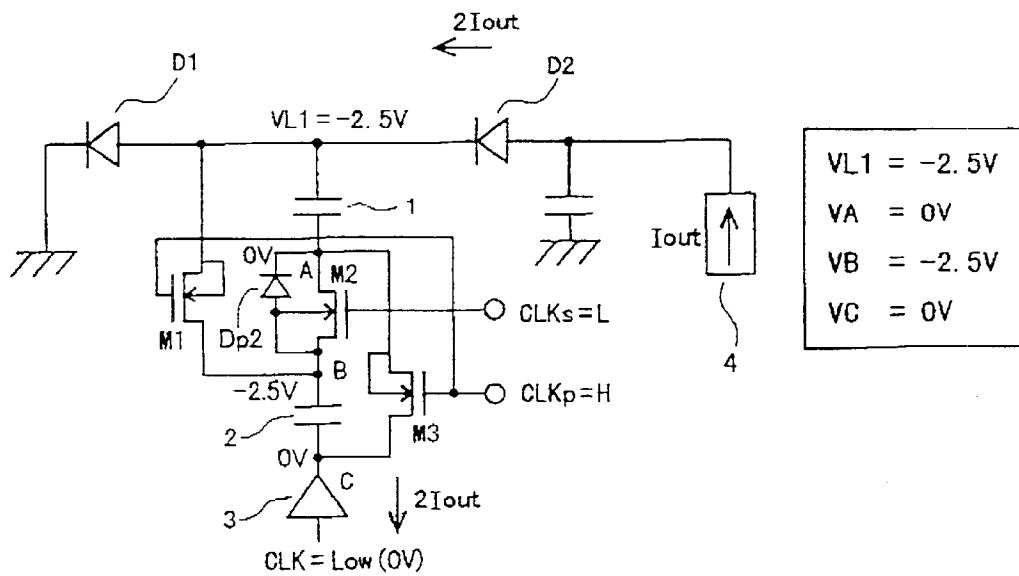 2Iout
D1
D2
VL1=-2.5V
1
Iout
4
VL1 = -2.5V
VA = 0V
VB = -2.5V
VC = 0V
0V
A
M2
Dp2
M1
CLKs=L
B
-2.5V
CLKp=H
2
M3
0V
C
3
2Iout
CLK=Low(0V)